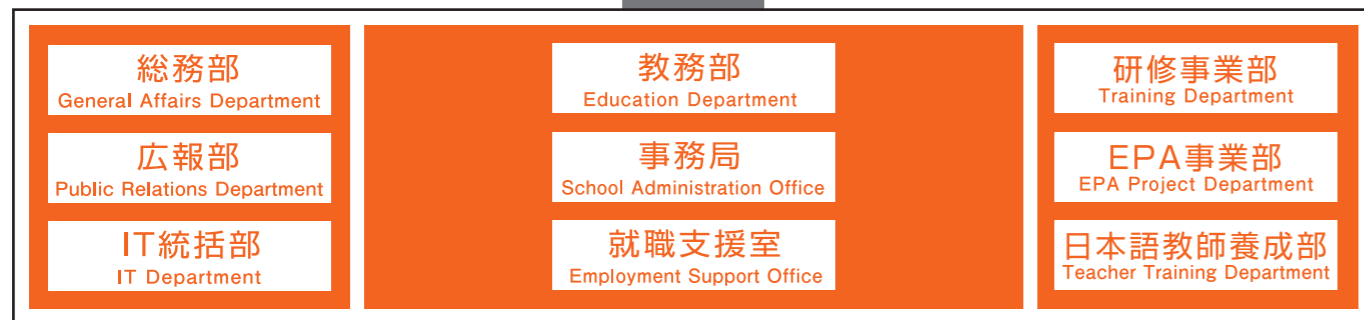 総務部
General Affairs Department
広報部
Public Relations Department
IT統括部
IT Department
教務部
Education Department
事務局
School Administration Office
就職支援室
Employment Support Office
研修事業部
Training Department
EPA事業部
EPA Project Department
日本語教師養成部
Teacher Training Department